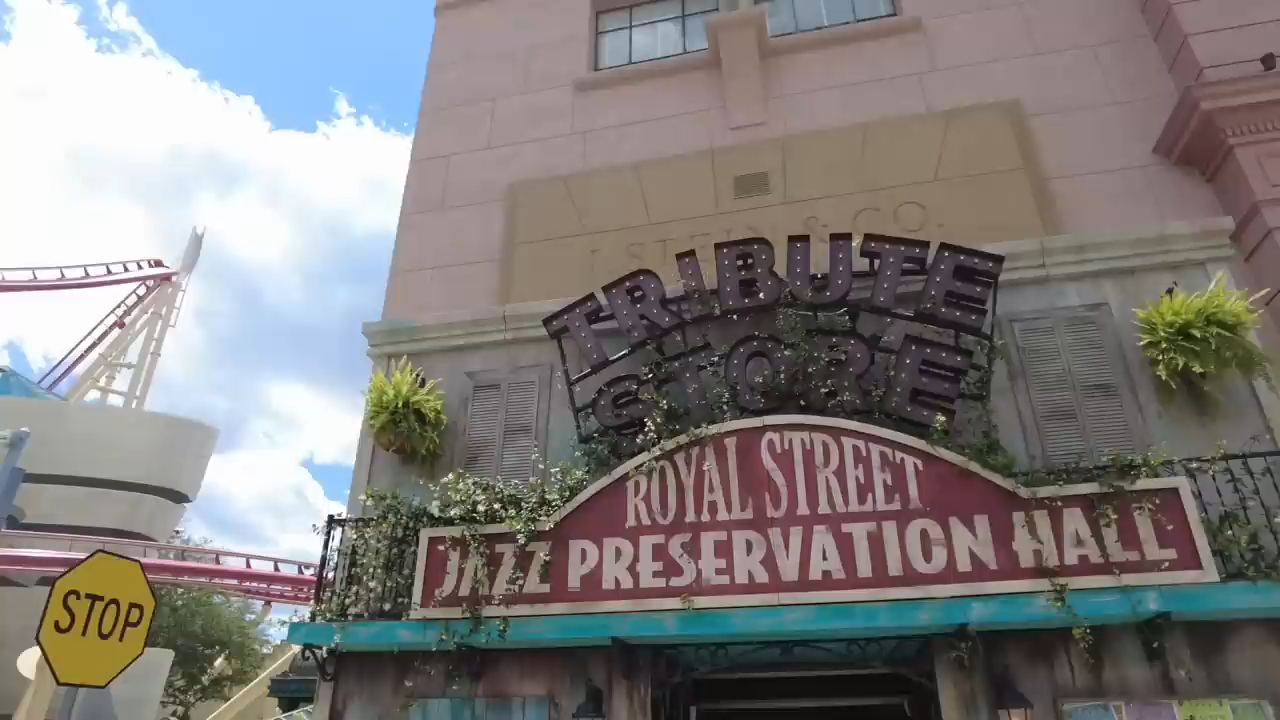 I. STEIN & CO.
TRIBUTE
STORE
ROYAL STREET
JAZZ PRESERVATION HALL
STOP